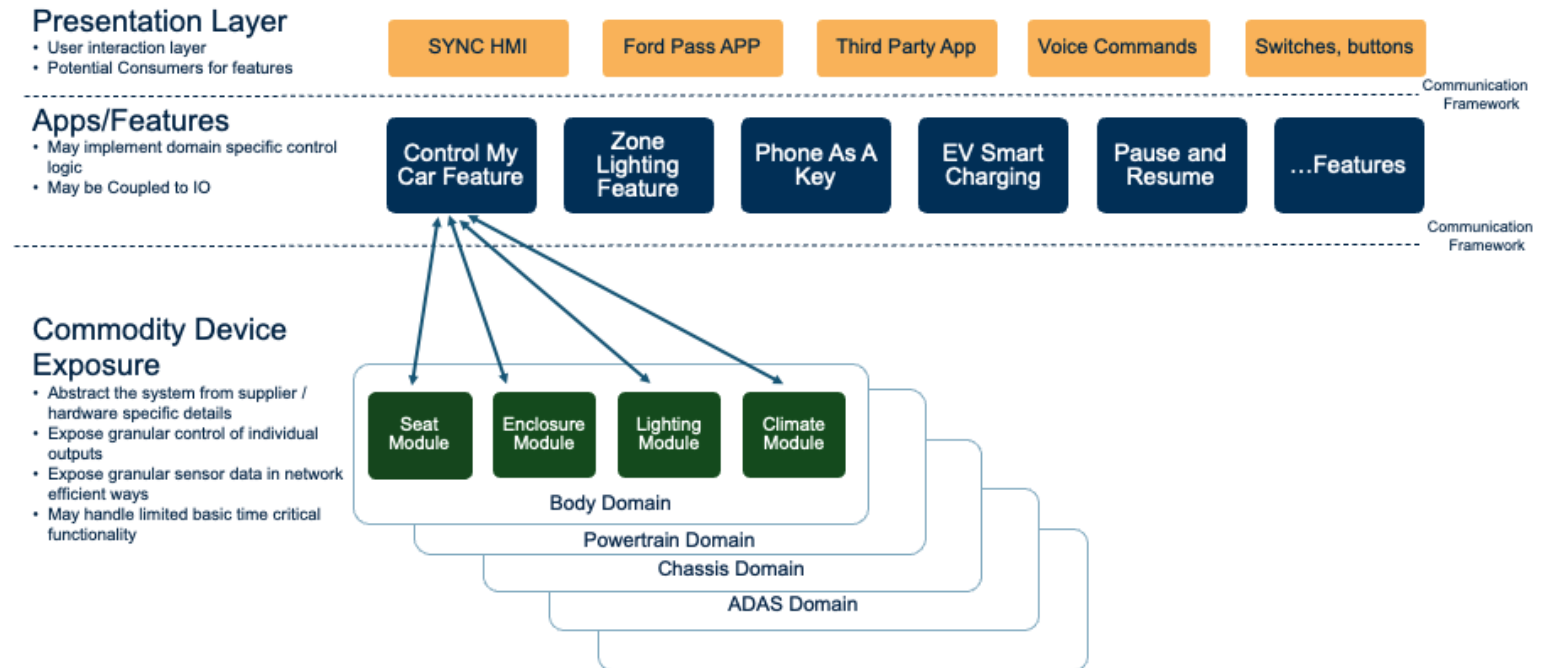 Presentation Layer
• User interaction layer
• Potential Consumers for features
SYNC HMI
Ford Pass APP
Third Party App
Voice Commands
Switches, buttons
Communication
Framework
Apps/Features
• May implement domain specific control
logic
• May be Coupled to IO
Control My
Car Feature
Zone
Lighting
Feature
Phone As A
Key
EV Smart
Charging
Pause and
Resume
...Features
Communication
Framework
Commodity Device
Exposure
• Abstract the system from supplier /
hardware specific details
• Expose granular control of individual
outputs
• Expose granular sensor data in network
efficient ways
• May handle limited basic time critical
functionality
Seat
Module
Enclosure
Module
Lighting
Module
Climate
Module
Body Domain
Powertrain Domain
Chassis Domain
ADAS Domain